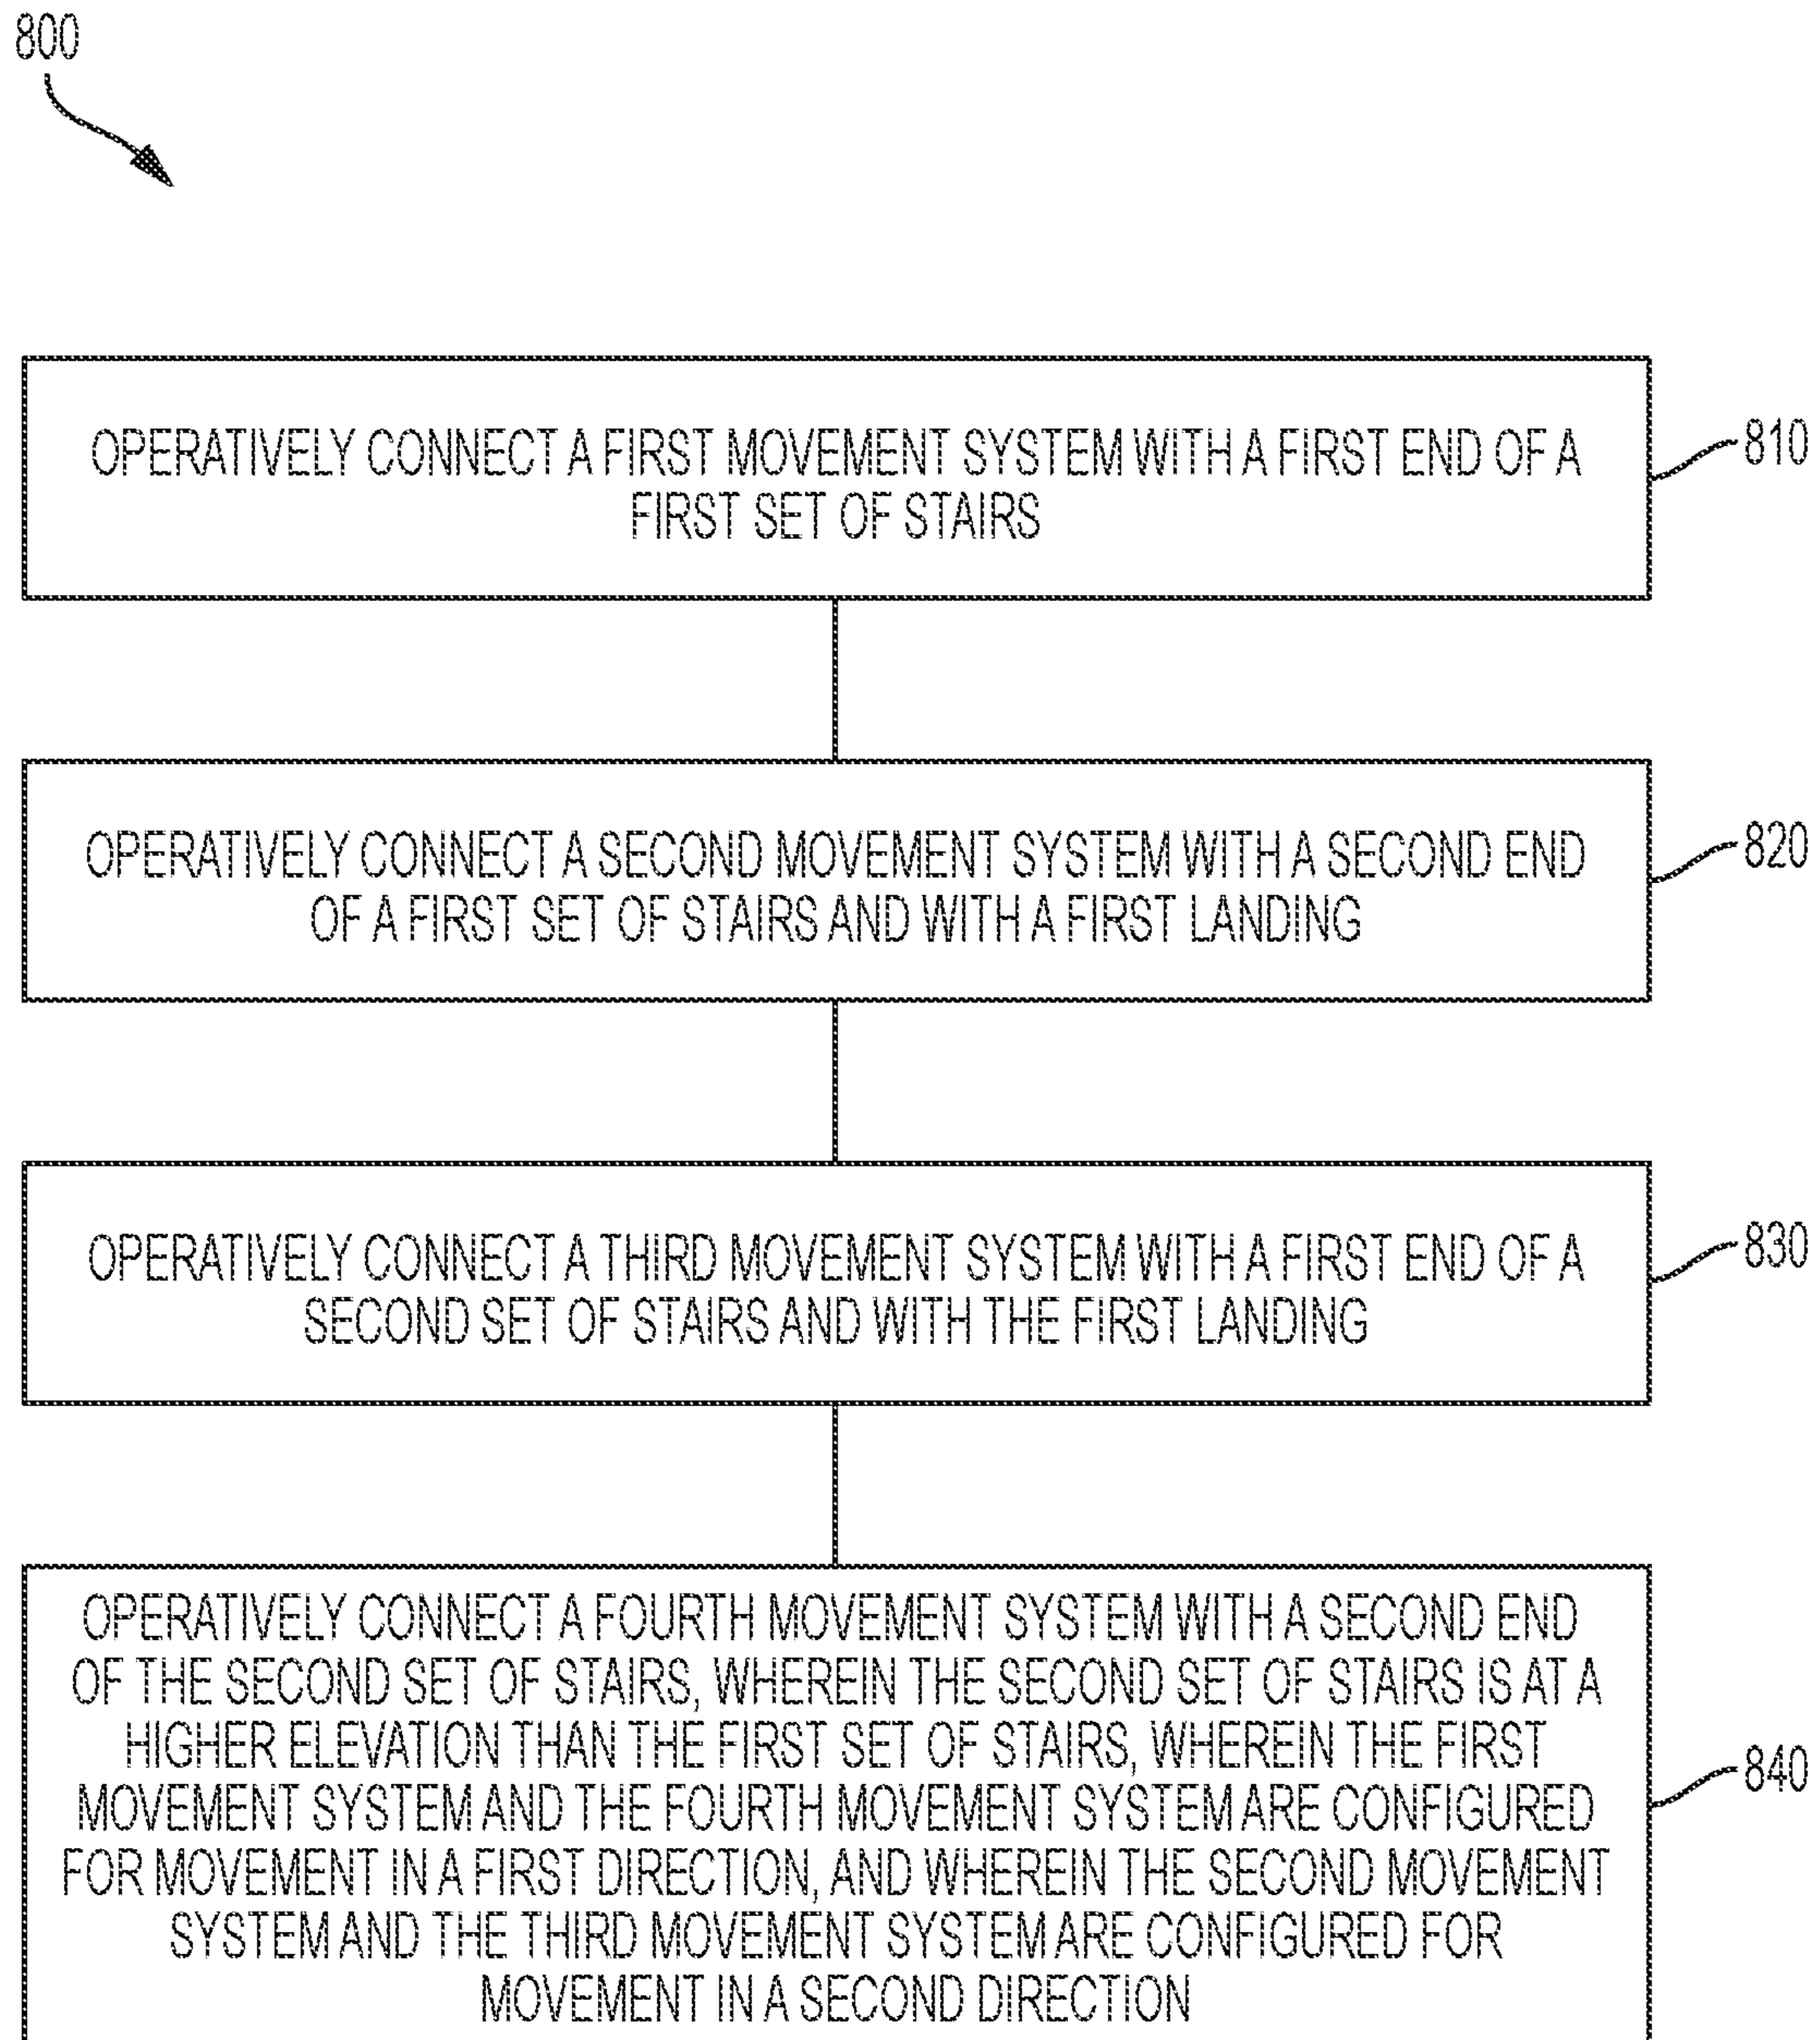 800
OPERATIVELY CONNECT A FIRST MOVEMENT SYSTEM WITH A FIRST END OF A
FIRST SET OF STAIRS
810
OPERATIVELY CONNECT A SECOND MOVEMENT SYSTEM WITH A SECOND END
OF A FIRST SET OF STAIRS AND WITH A FIRST LANDING
820
OPERATIVELY CONNECT A THIRD MOVEMENT SYSTEM WITH A FIRST END OF A
SECOND SET OF STAIRS AND WITH THE FIRST LANDING
830
OPERATIVELY CONNECT A FOURTH MOVEMENT SYSTEM WITH A SECOND END
OF THE SECOND SET OF STAIRS, WHEREIN THE SECOND SET OF STAIRS IS AT A
HIGHER ELEVATION THAN THE FIRST SET OF STAIRS, WHEREIN THE FIRST
MOVEMENT SYSTEM AND THE FOURTH MOVEMENT SYSTEM ARE CONFIGURED
FOR MOVEMENT IN A FIRST DIRECTION, AND WHEREIN THE SECOND MOVEMENT
SYSTEM AND THE THIRD MOVEMENT SYSTEM ARE CONFIGURED FOR
MOVEMENT IN A SECOND DIRECTION
840